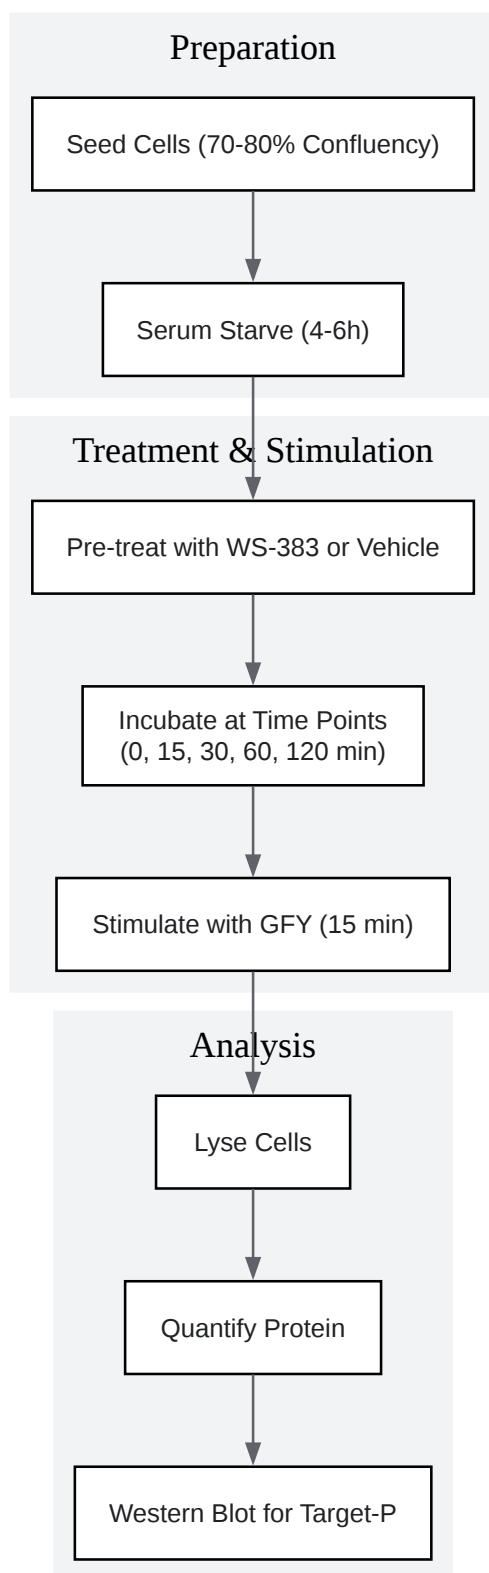 Preparation
Seed Cells (70-80% Confluency)
Serum Starve (4-6h)
Treatment & Stimulation
Pre-treat with WS-383 or Vehicle
Incubate at Time Points
(0, 15, 30, 60, 120 min)
Stimulate with GFY (15 min)
Analysis
Lyse Cells
Quantify Protein
Western Blot for Target-P